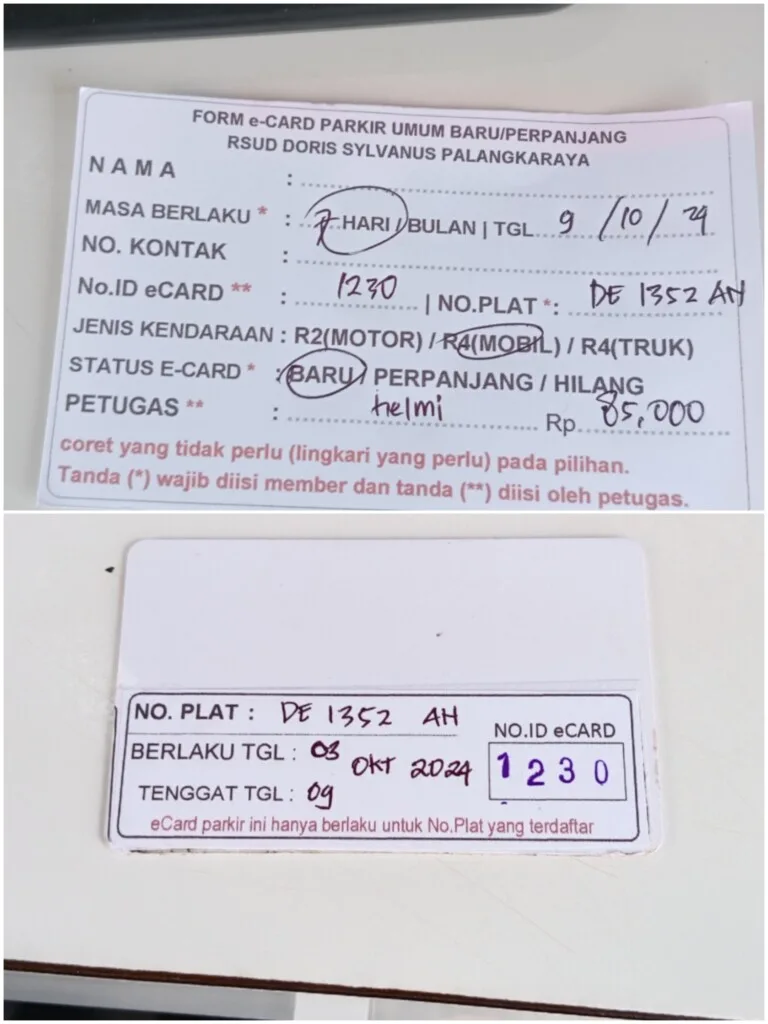 FORM e-CARD PARKIR UMUM BARU/PERPANJANG
RSUD DORIS SYLVANUS PALANGKARAYA
NAMA :
MASA BERLAKU * : 7 HARI / BULAN | TGL 9 / 10 / 24
NO. KONTAK :
No.ID eCARD ** : 1230 | NO.PLAT *: DE 1352 AH
JENIS KENDARAAN : R2(MOTOR) / R4(MOBIL) / R4(TRUK)
STATUS E-CARD * : BARU / PERPANJANG / HILANG
PETUGAS ** : helmi Rp 85,000
coret yang tidak perlu (lingkari yang perlu) pada pilihan.
Tanda (*) wajib diisi member dan tanda (**) diisi oleh petugas.
NO. PLAT : DE 1352 AH
NO.ID eCARD
BERLAKU TGL : 03 OKT 2024
1230
TENGGAT TGL : 09
eCard parkir ini hanya berlaku untuk No.Plat yang terdaftar